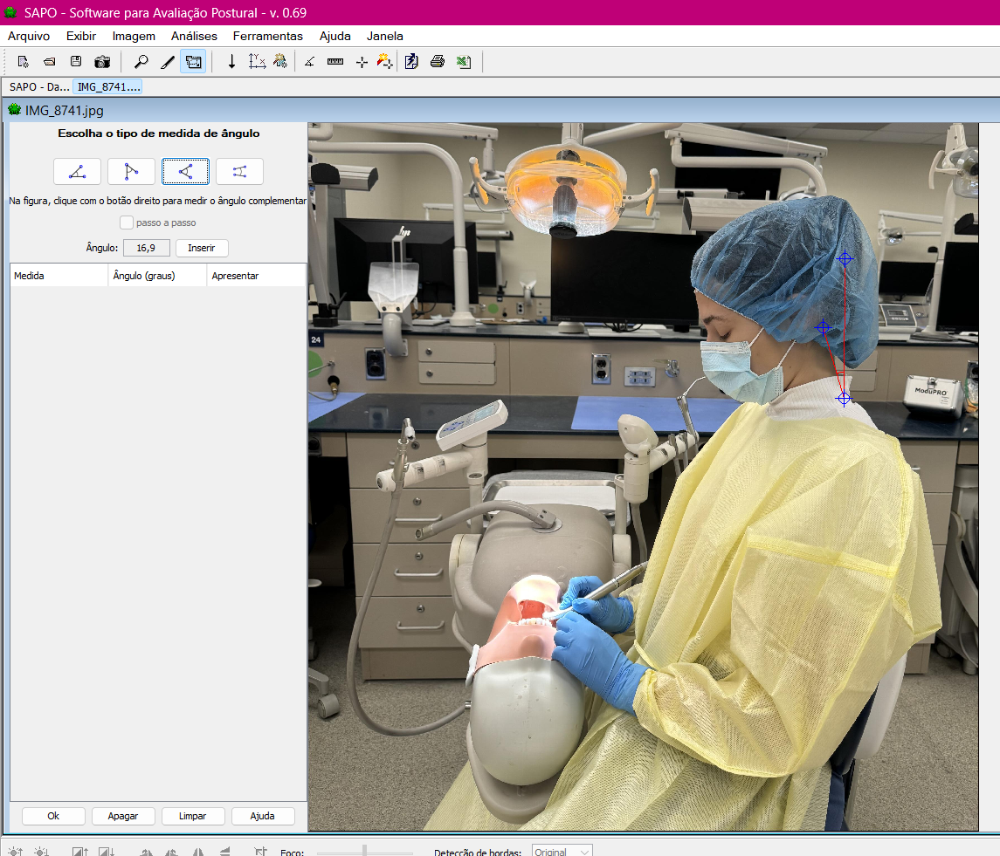 SAPO - Software para Avaliação Postural - v. 0.69
Arquivo Exibir Imagem Análises Ferramentas Ajuda Janela
SAPO - Da... IMG_8741....
IMG_8741.jpg
Escolha o tipo de medida de ângulo
Na figura, clique com o botão direito para medir o ângulo complementar
passo a passo
Ângulo: 16,9 Inserir
Medida Ângulo (graus) Apresentar
24
ModuPRO
Ok Apagar Limpar Ajuda
Foco: Detecção de bordas: Original